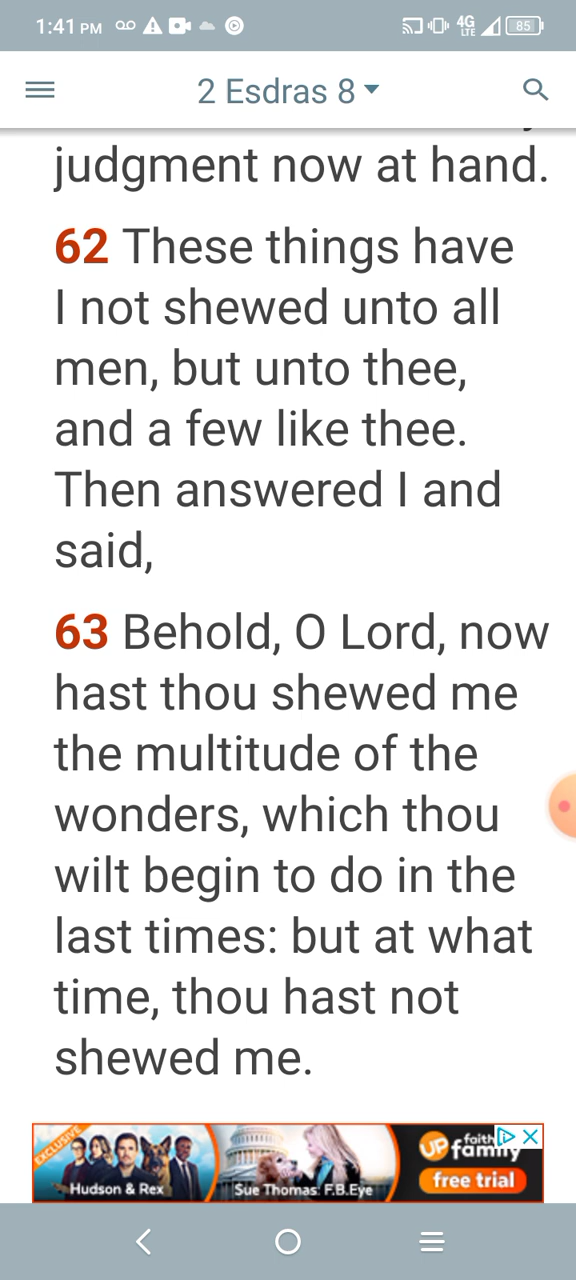 1:41 PM 4G LTE 85
2 Esdras 8
judgment now at hand.
62 These things have
I not shewed unto all
men, but unto thee,
and a few like thee.
Then answered I and
said,
63 Behold, O Lord, now
hast thou shewed me
the multitude of the
wonders, which thou
wilt begin to do in the
last times: but at what
time, thou hast not
shewed me.
EXCLUSIVE
Hudson & Rex
Sue Thomas: F.B.Eye
UP faith
family
free trial